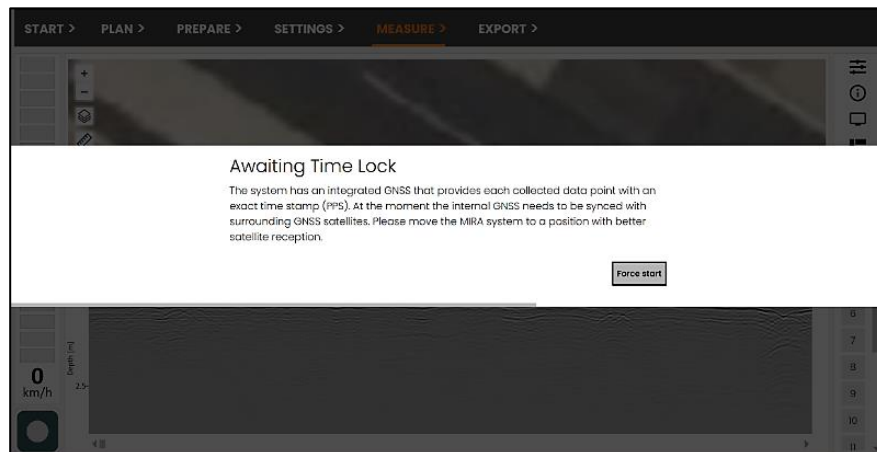 START > PLAN > PREPARE > SETTINGS > MEASURE > EXPORT >
+
-
Awaiting Time Lock
The system has an integrated GNSS that provides each collected data point with an
exact time stamp (PPS). At the moment the internal GNSS needs to be synced with
surrounding GNSS satellites. Please move the MIRA system to a position with better
satellite reception.
Force start
6
7
Depth [m]
8
0
km/h
2.5-
9
10
11